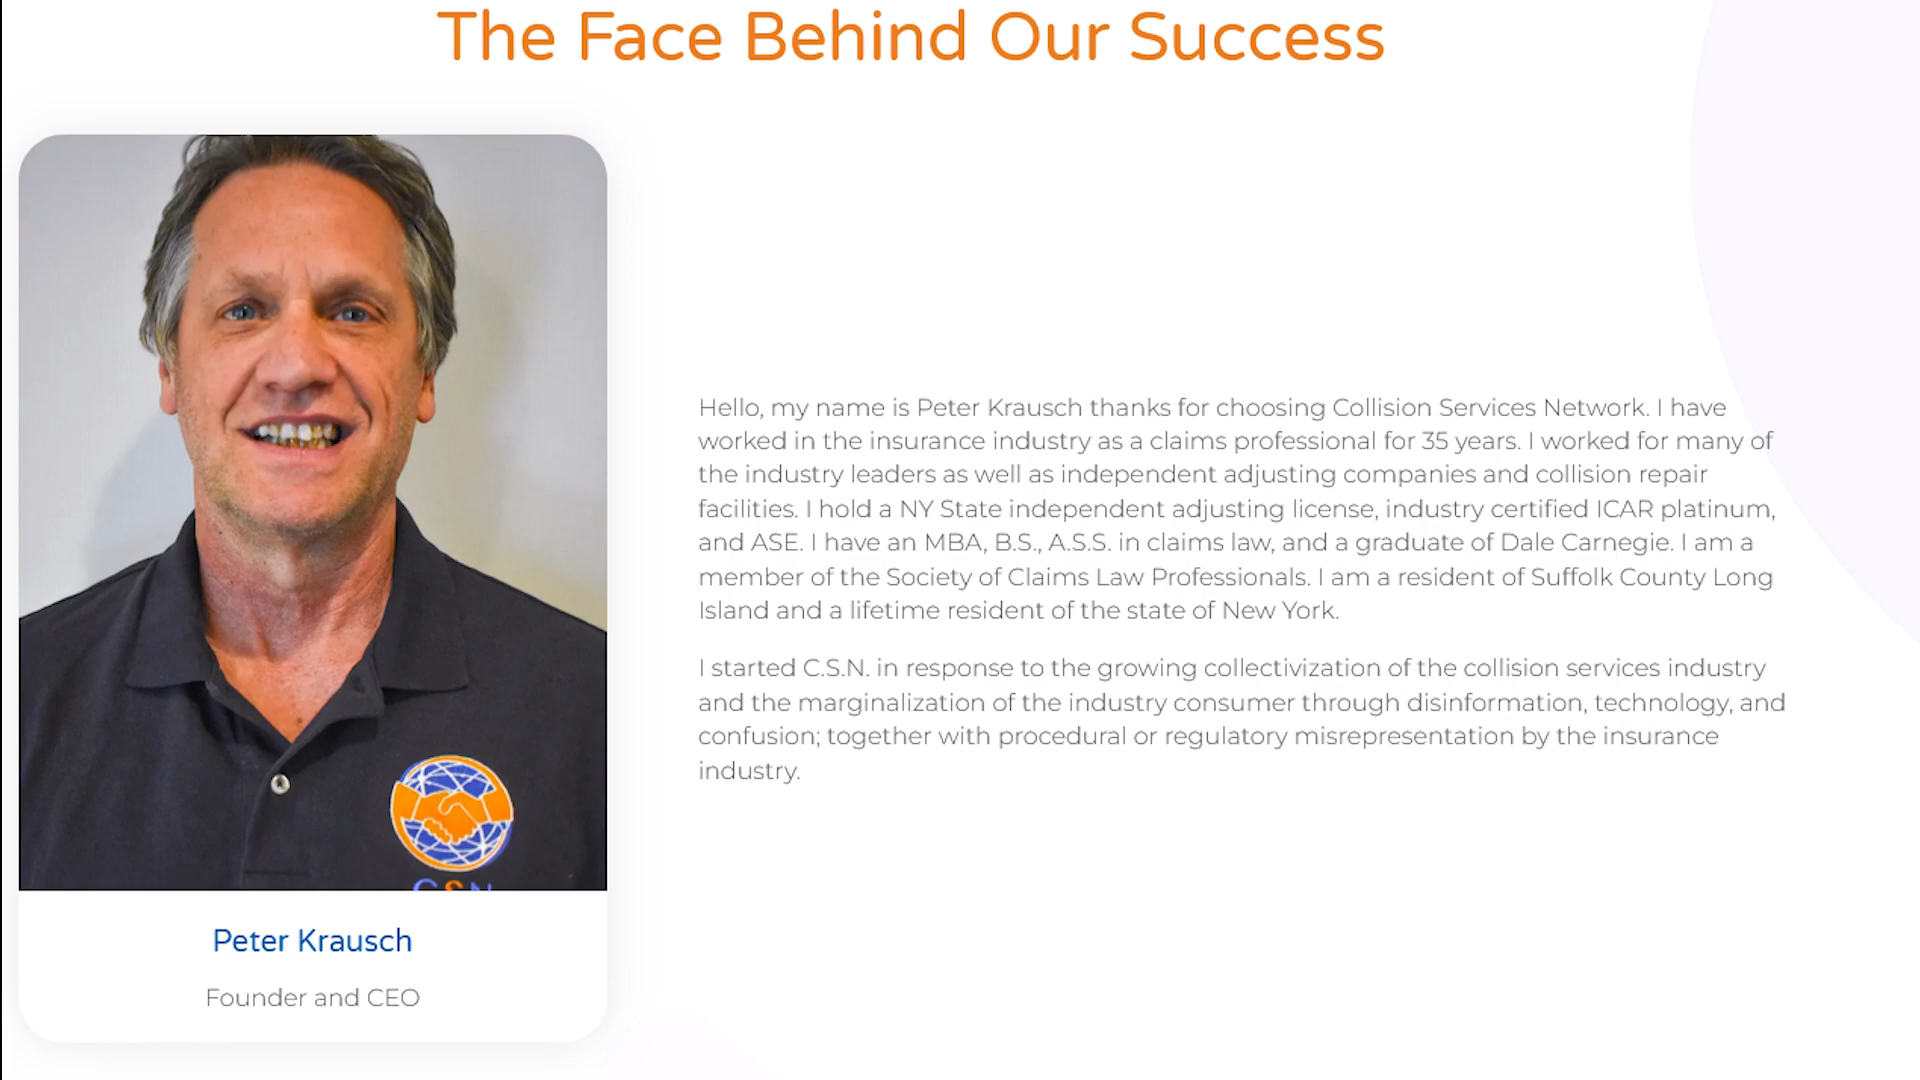 The Face Behind Our Success
Hello, my name is Peter Krausch thanks for choosing Collision Services Network. I have
worked in the insurance industry as a claims professional for 35 years. I worked for many of
the industry leaders as well as independent adjusting companies and collision repair
facilities. I hold a NY State independent adjusting license, industry certified ICAR platinum,
and ASE. I have an MBA, B.S., A.S.S. in claims law, and a graduate of Dale Carnegie. I am a
member of the Society of Claims Law Professionals. I am a resident of Suffolk County Long
Island and a lifetime resident of the state of New York.
I started C.S.N. in response to the growing collectivization of the collision services industry
and the marginalization of the industry consumer through disinformation, technology, and
confusion; together with procedural or regulatory misrepresentation by the insurance
industry.
CSN
Peter Krausch
Founder and CEO